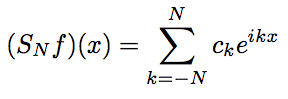 (S_N f)(x) = \sum_{k=-N}^{N} c_k e^{ikx}